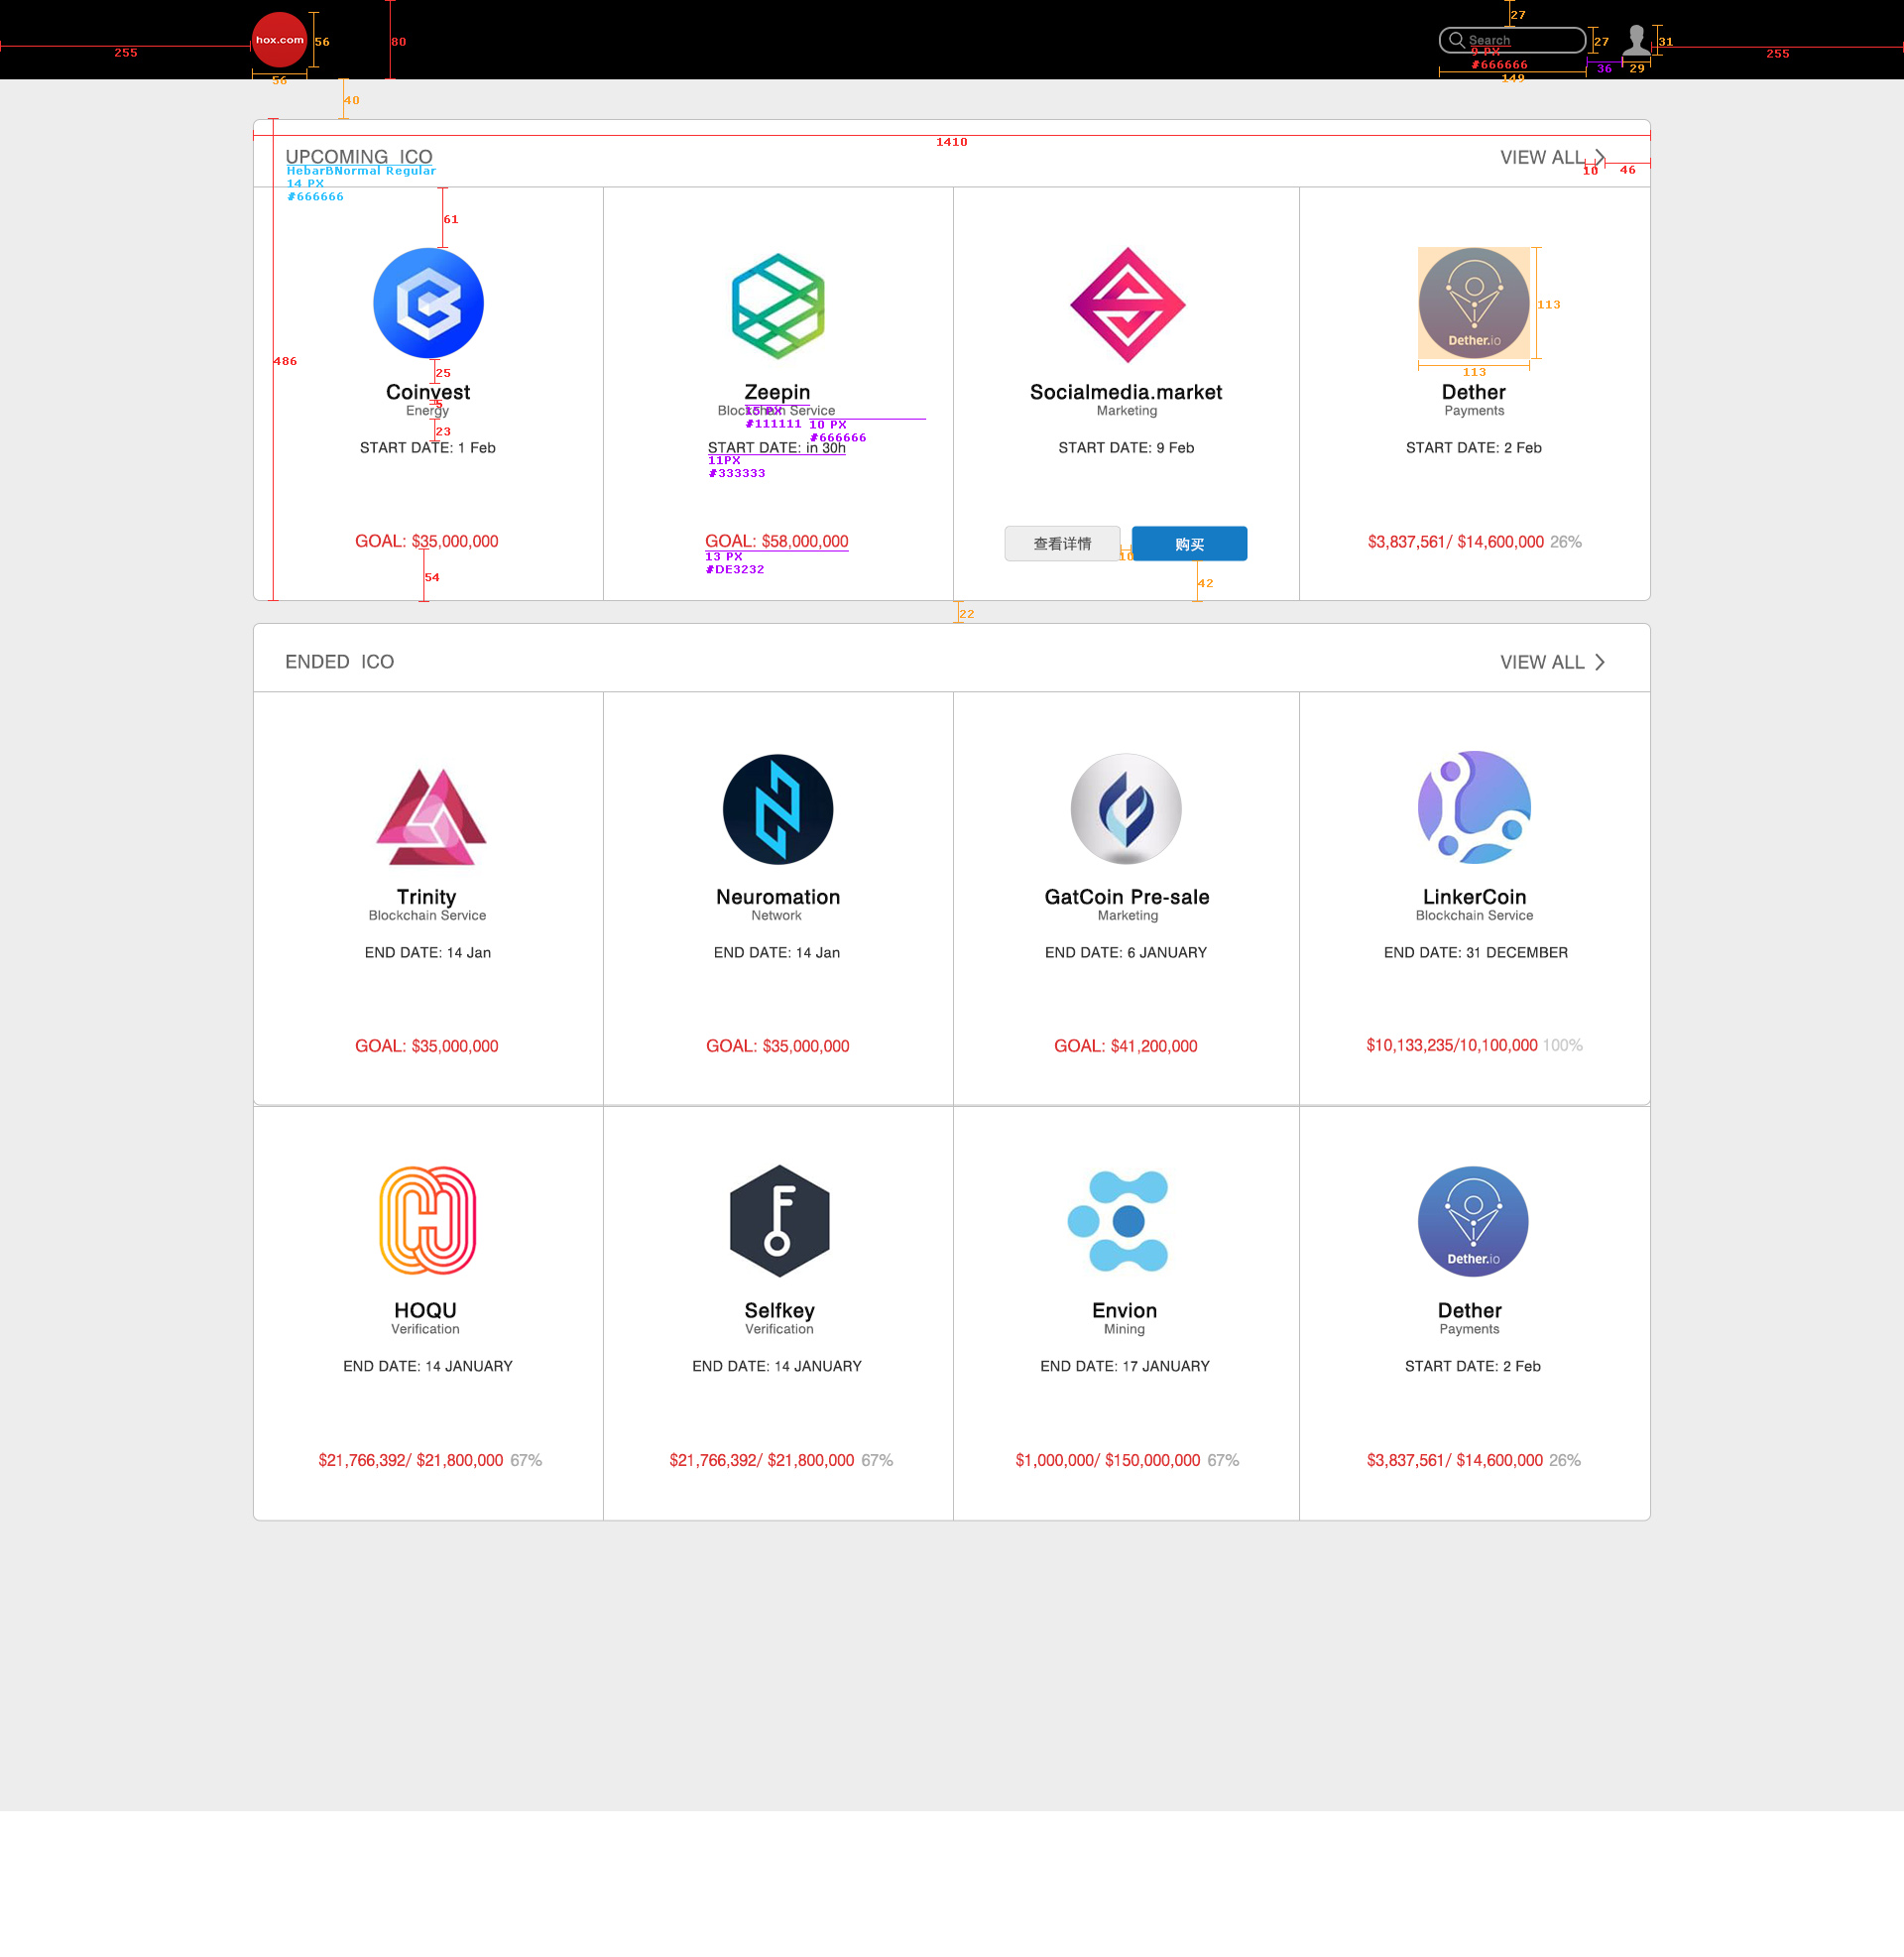 27
hox.com
56
80
Search
27
31
255
9 PX
#666666
255
56
149
36
29
40
1410
UPCOMING ICO
VIEW ALL
HebarBNormal Regular
14 PX
#666666
10
46
61
486
113
Dether.io
25
113
Coinvest
Zeepin
Socialmedia.market
Dether
5
Energy
Blockchain Service
Marketing
Payments
15 PX
#111111
10 PX
#666666
23
START DATE: 1 Feb
START DATE: in 30h
START DATE: 9 Feb
START DATE: 2 Feb
11PX
#333333
GOAL: $35,000,000
GOAL: $58,000,000
查看详情
购买
$3,837,561/ $14,600,000 26%
13 PX
#DE3232
10
54
42
22
ENDED ICO
VIEW ALL
Trinity
Neuromation
GatCoin Pre-sale
LinkerCoin
Blockchain Service
Network
Marketing
Blockchain Service
END DATE: 14 Jan
END DATE: 14 Jan
END DATE: 6 JANUARY
END DATE: 31 DECEMBER
GOAL: $35,000,000
GOAL: $35,000,000
GOAL: $41,200,000
$10,133,235/10,100,000 100%
Dether.io
HOQU
Selfkey
Envion
Dether
Verification
Verification
Mining
Payments
END DATE: 14 JANUARY
END DATE: 14 JANUARY
END DATE: 17 JANUARY
START DATE: 2 Feb
$21,766,392/ $21,800,000 67%
$21,766,392/ $21,800,000 67%
$1,000,000/ $150,000,000 67%
$3,837,561/ $14,600,000 26%